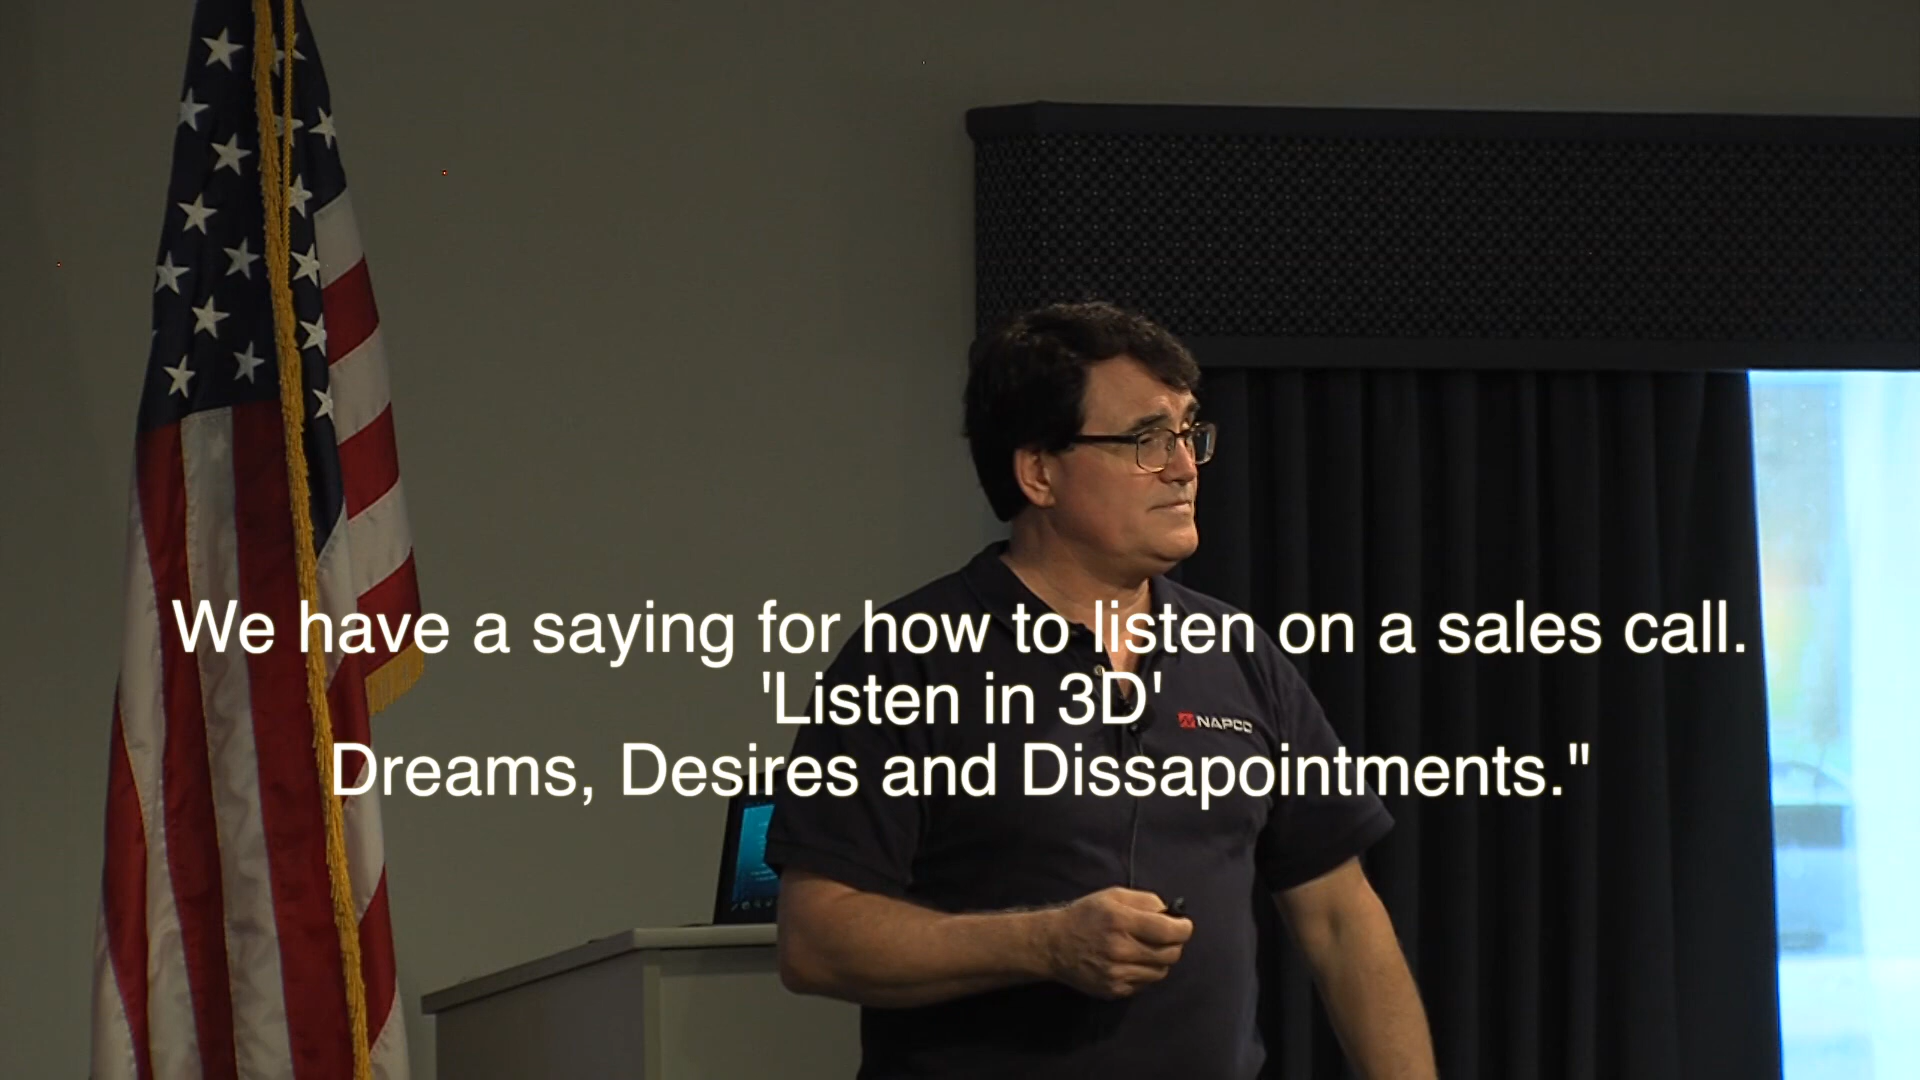 We have a saying for how to listen on a sales call.
'Listen in 3D'
NAPCO
Dreams, Desires and Dissapointments."